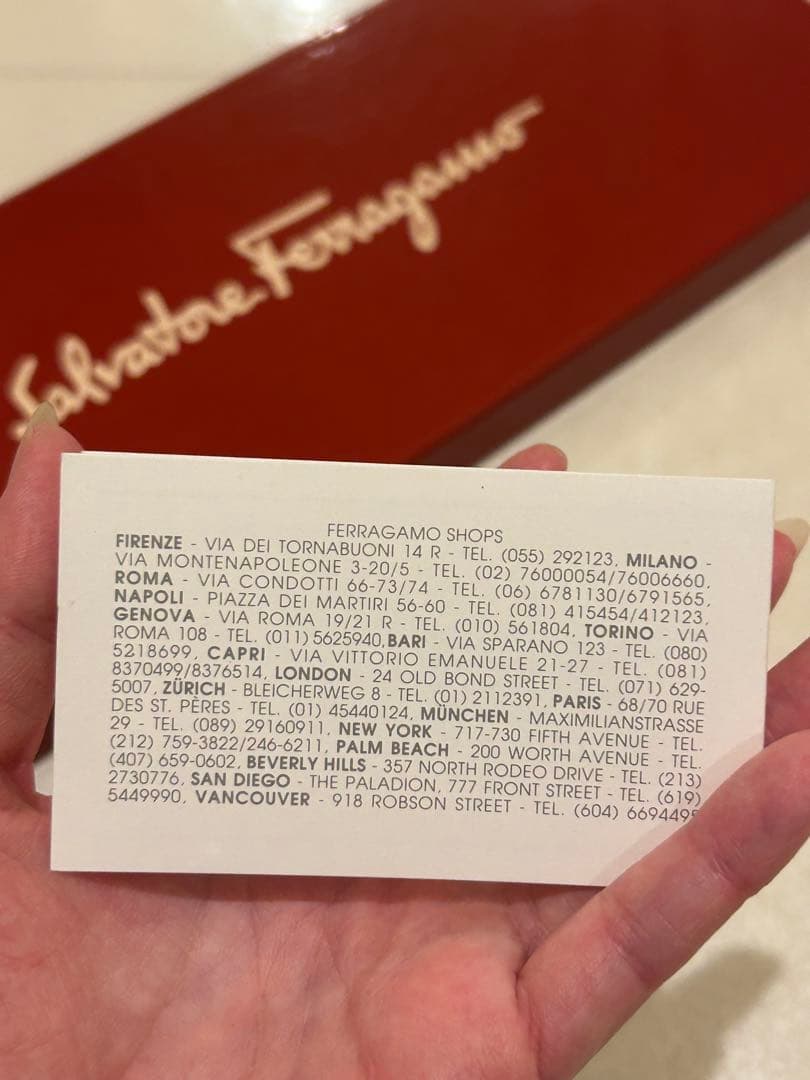 Salvatore Ferragamo
FERRAGAMO SHOPS
FIRENZE - VIA DEI TORNABUONI 14 R - TEL. (055) 292123, MILANO -
VIA MONTENAPOLEONE 3-20/5 - TEL. (02) 76000054/76006660,
ROMA - VIA CONDOTTI 66-73/74 - TEL. (06) 6781130/6791565,
NAPOLI - PIAZZA DEI MARTIRI 56-60 - TEL. (081) 415454/412123,
GENOVA - VIA ROMA 19/21 R - TEL. (010) 561804, TORINO - VIA
ROMA 108 - TEL. (011) 5625940, BARI - VIA SPARANO 123 - TEL. (080)
5218699, CAPRI - VIA VITTORIO EMANUELE 21-27 - TEL. (081)
8370499/8376514, LONDON - 24 OLD BOND STREET - TEL. (071) 629-
5007, ZÜRICH - BLEICHERWEG 8 - TEL. (01) 2112391, PARIS - 68/70 RUE
DES ST. PÈRES - TEL. (01) 45440124, MÜNCHEN - MAXIMILIANSTRASSE
29 - TEL. (089) 29160911, NEW YORK - 717-730 FIFTH AVENUE - TEL.
(212) 759-3822/246-6211, PALM BEACH - 200 WORTH AVENUE - TEL.
(407) 659-0602, BEVERLY HILLS - 357 NORTH RODEO DRIVE - TEL. (213)
2730776, SAN DIEGO - THE PALADION, 777 FRONT STREET - TEL. (619)
5449990, VANCOUVER - 918 ROBSON STREET - TEL. (604) 6694495